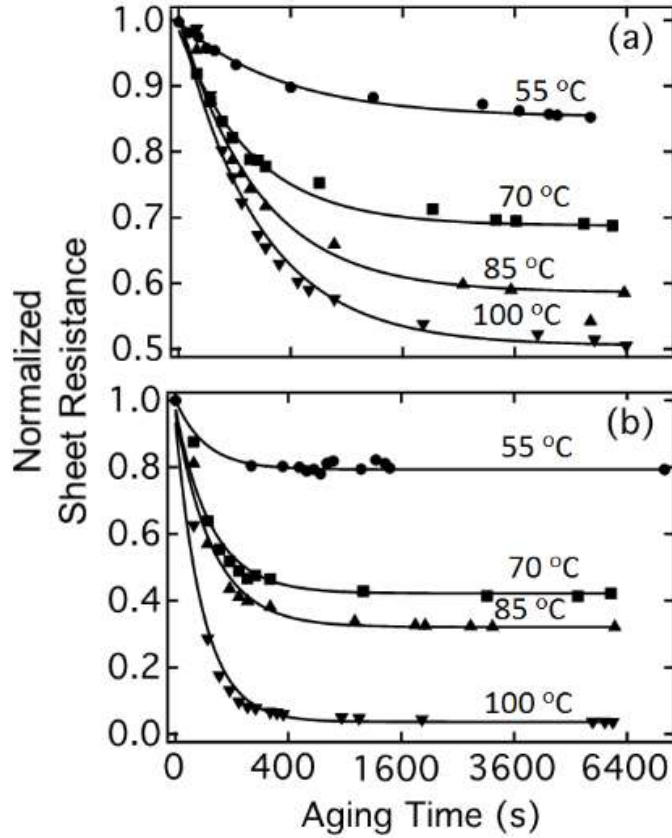 (a)
1.0
0.9
0.8
0.7
0.6
0.5
55 °C
70 °C
85 °C
100 °C
Normalized
Sheet Resistance
(b)
1.0
0.8
0.6
0.4
0.2
0.0
55 °C
70 °C
85 °C
100 °C
0 400 1600 3600 6400
Aging Time (s)